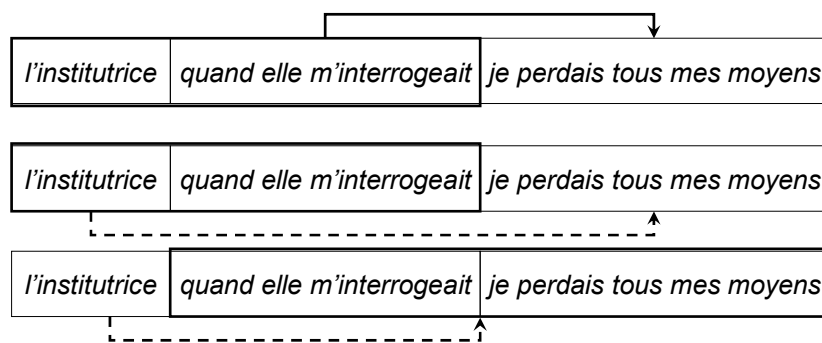 l’institutrice quand elle m’interrogeait je perdais tous mes moyens
l’institutrice quand elle m’interrogeait je perdais tous mes moyens
l’institutrice quand elle m’interrogeait je perdais tous mes moyens